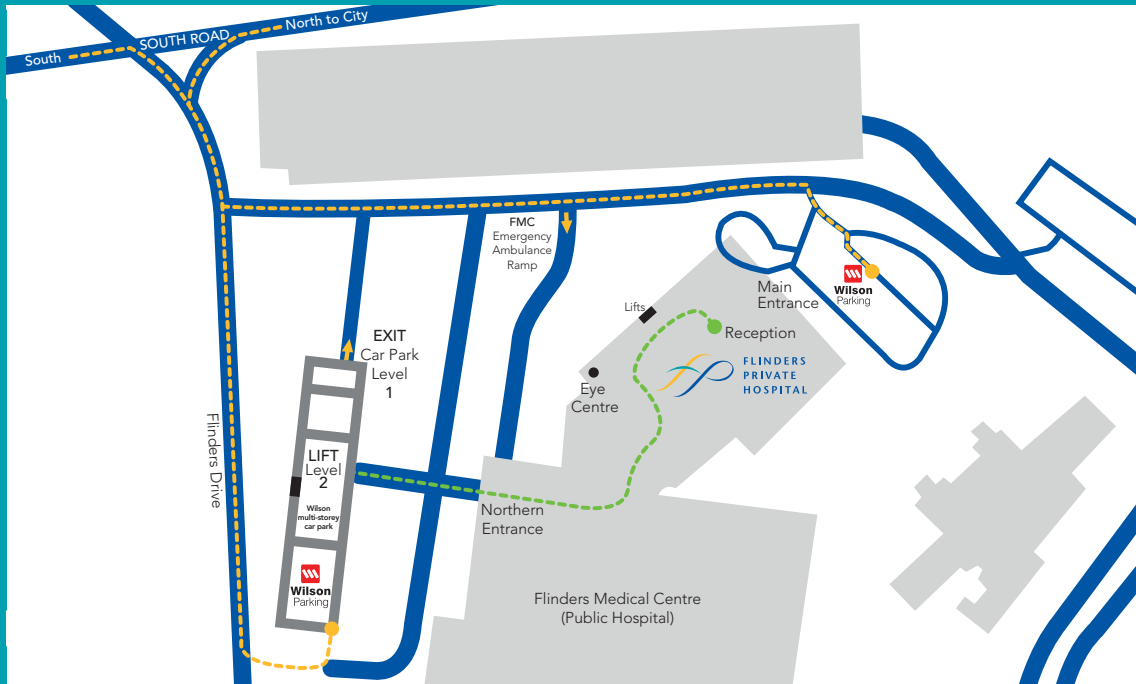 North to City
SOUTH ROAD
South
FMC
Emergency
Ambulance
Ramp
Main
Entrance
Wilson
Parking
Lifts
Reception
EXIT
Car Park
Level
1
FLINDERS
PRIVATE
HOSPITAL
Eye
Centre
Flinders Drive
LIFT
Level
2
Wilson
multi-storey
car park
Northern
Entrance
Wilson
Parking
Flinders Medical Centre
(Public Hospital)